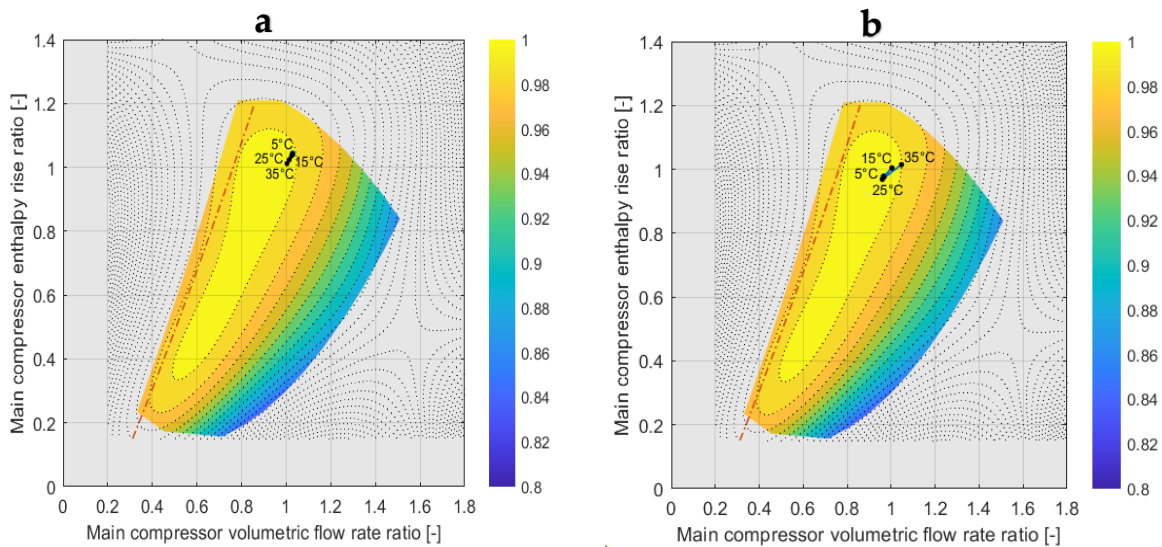 a
Main compressor enthalpy rise ratio [-]
1.4
1.2
1
0.8
0.6
0.4
0.2
0
0 0.2 0.4 0.6 0.8 1 1.2 1.4 1.6 1.8
Main compressor volumetric flow rate ratio [-]
5°C
25°C
15°C
35°C
1
0.98
0.96
0.94
0.92
0.9
0.88
0.86
0.84
0.82
0.8
b
Main compressor enthalpy rise ratio [-]
1.4
1.2
1
0.8
0.6
0.4
0.2
0
0 0.2 0.4 0.6 0.8 1 1.2 1.4 1.6 1.8
Main compressor volumetric flow rate ratio [-]
15°C
35°C
5°C
25°C
1
0.98
0.96
0.94
0.92
0.9
0.88
0.86
0.84
0.82
0.8